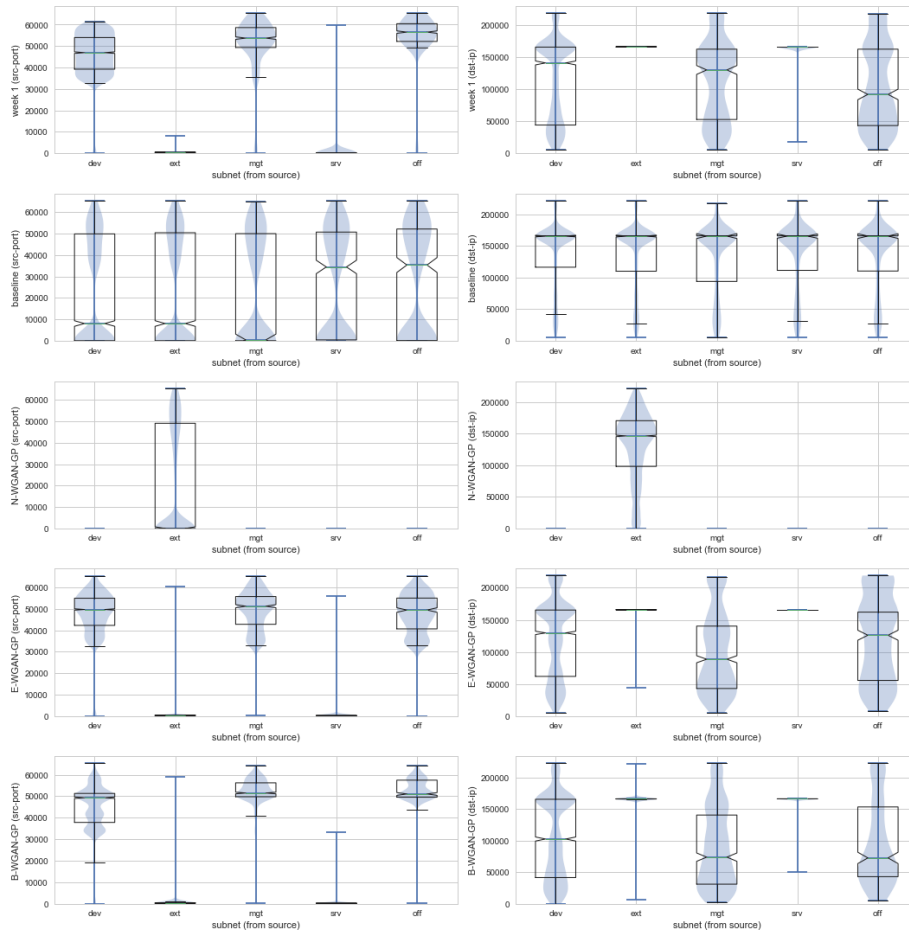 60000
50000
40000
30000
20000
10000
0
week 1 (src-port)
dev ext mgt srv off
subnet (from source)
200000
150000
100000
50000
0
week 1 (dst-ip)
dev ext mgt srv off
subnet (from source)
60000
50000
40000
30000
20000
10000
0
baseline (src-port)
dev ext mgt srv off
subnet (from source)
200000
150000
100000
50000
0
baseline (dst-ip)
dev ext mgt srv off
subnet (from source)
60000
50000
40000
30000
20000
10000
0
N-WGAN-GP (src-port)
dev ext mgt srv off
subnet (from source)
200000
150000
100000
50000
0
N-WGAN-GP (dst-ip)
dev ext mgt srv off
subnet (from source)
60000
50000
40000
30000
20000
10000
0
E-WGAN-GP (src-port)
dev ext mgt srv off
subnet (from source)
200000
150000
100000
50000
0
E-WGAN-GP (dst-ip)
dev ext mgt srv off
subnet (from source)
60000
50000
40000
30000
20000
10000
0
B-WGAN-GP (src-port)
dev ext mgt srv off
subnet (from source)
200000
150000
100000
50000
0
B-WGAN-GP (dst-ip)
dev ext mgt srv off
subnet (from source)